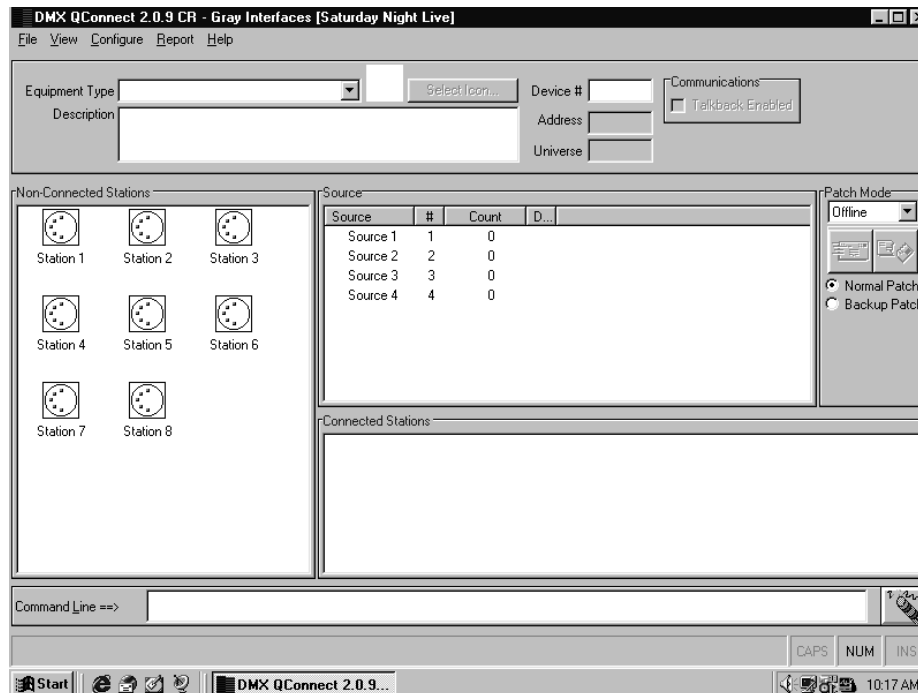 DMX QConnect 2.0.9 CR - Gray Interfaces [Saturday Night Live]
File View Configure Report Help
Equipment Type Select Icon... Device #
Communications
Talkback Enabled
Description
Address
Universe
Non-Connected Stations
Station 1 Station 2 Station 3
Station 4 Station 5 Station 6
Station 7 Station 8
Source
Source # Count D...
Source 1 1 0
Source 2 2 0
Source 3 3 0
Source 4 4 0
Patch Mode
Offline
Normal Patch
Backup Patch
Connected Stations
Command Line ==>
CAPS NUM INS
Start DMX QConnect 2.0.9... 10:17 AM